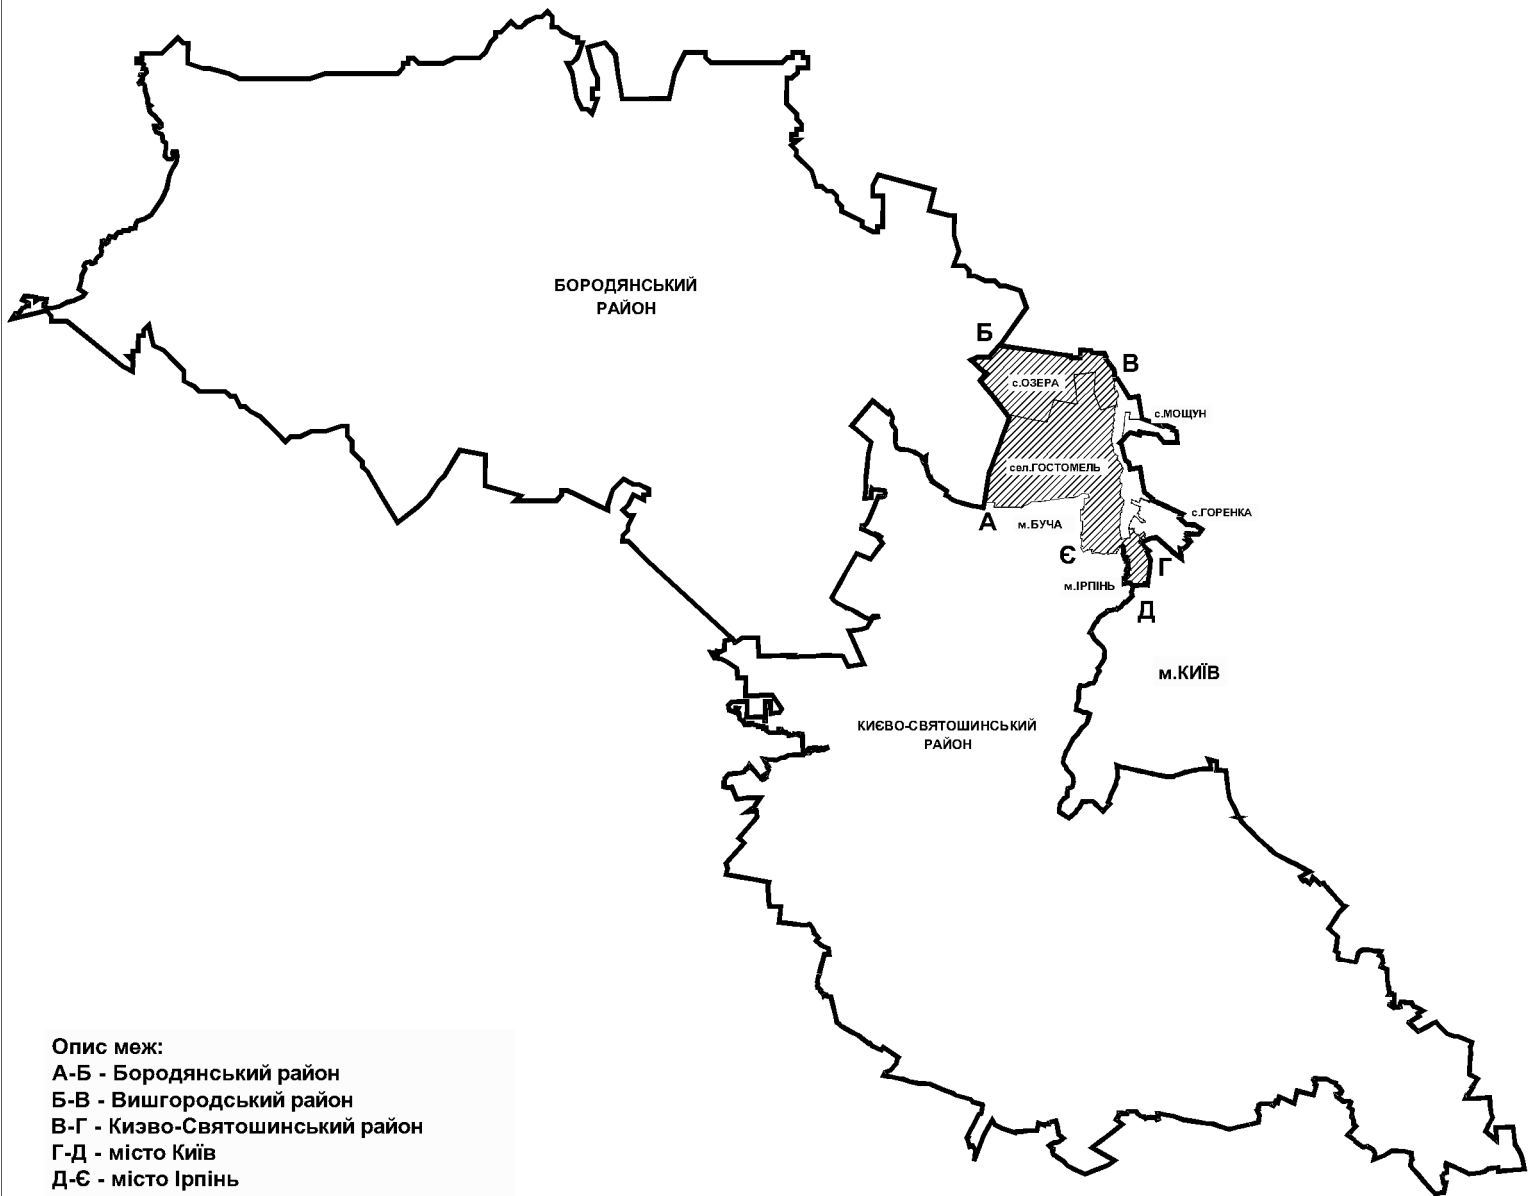 БОРОДЯНСЬКИЙ
РАЙОН
Б
В
с.ОЗЕРА
с.МОЩУН
сел.ГОСТОМЕЛЬ
с.ГОРЕНКА
А
м.БУЧА
Є
Г
м.ІРПІНЬ
Д
м.КИЇВ
КИЄВО-СВЯТОШИНСЬКИЙ
РАЙОН
Опис меж:
А-Б - Бородянський район
Б-В - Вишгородський район
В-Г - Киэво-Святошинський район
Г-Д - місто Київ
Д-Є - місто Ірпінь